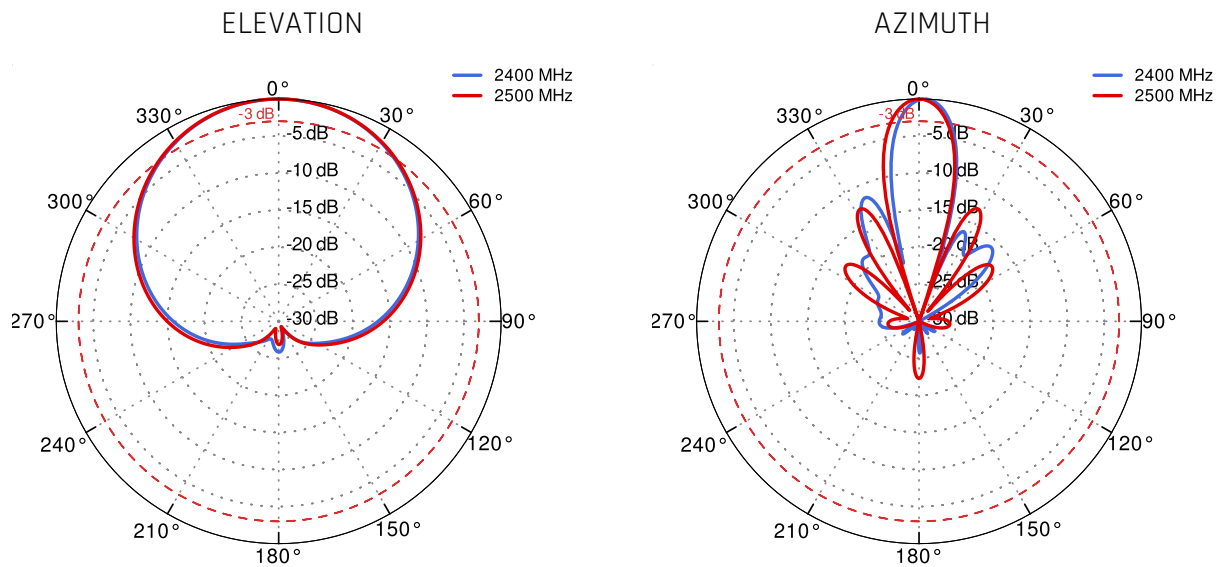 ELEVATION
2400 MHz
2500 MHz
0°
-3 dB
330°
30°
-5 dB
-10 dB
300°
60°
-15 dB
-20 dB
-25 dB
270°
-30 dB
90°
240°
120°
210°
150°
180°
AZIMUTH
2400 MHz
2500 MHz
0°
-3 dB
330°
30°
-5 dB
-10 dB
300°
60°
-15 dB
-20 dB
-25 dB
270°
-30 dB
90°
240°
120°
210°
150°
180°